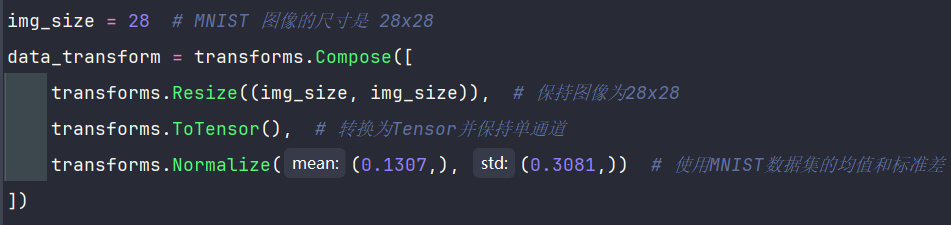 img_size = 28  # MNIST 图像的尺寸是 28x28
data_transform = transforms.Compose([
    transforms.Resize((img_size, img_size)),  # 保持图像为28x28
    transforms.ToTensor(),  # 转换为Tensor并保持单通道
    transforms.Normalize( mean: (0.1307,), std: (0.3081,))  # 使用MNIST数据集的均值和标准差
])